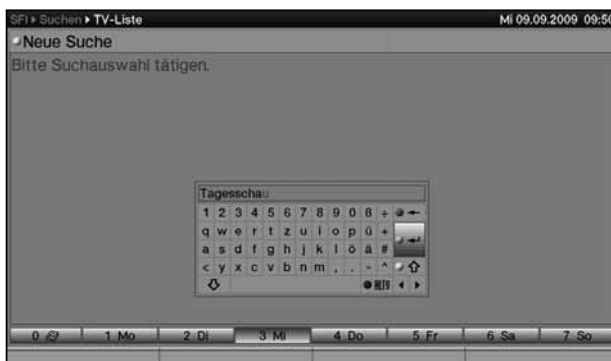 SFI ▸ Suchen ▸ TV-Liste Mi 09.09.2009 09:50
Neue Suche
Bitte Suchauswahl tätigen.
Tagesschau
1 2 3 4 5 6 7 8 9 0 ß ÷
q w e r t z u i o p ü +
a s d f g h j k l ö ä #
< y x c v b n m , . - ^
ALTG
0 1 Mo 2 Di 3 Mi 4 Do 5 Fr 6 Sa 7 So